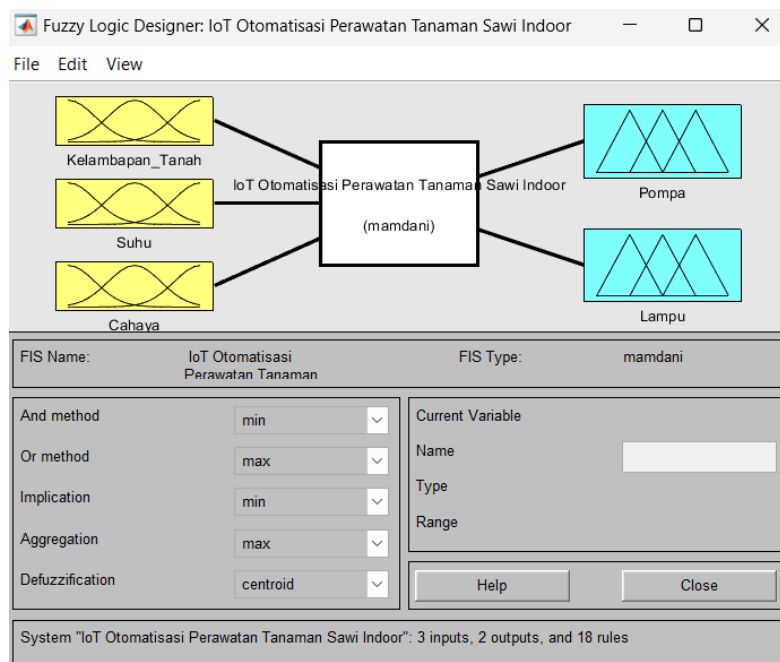 Fuzzy Logic Designer: IoT Otomatisasi Perawatan Tanaman Sawi Indoor
File Edit View
Kelambapan_Tanah
Suhu
Cahaya
IoT Otomatisasi Perawatan Tanaman Sawi Indoor
(mamdani)
Pompa
Lampu
FIS Name:
IoT Otomatisasi
Perawatan Tanaman
FIS Type:
mamdani
And method
min
Or method
max
Implication
min
Aggregation
max
Defuzzification
centroid
Current Variable
Name
Type
Range
Help
Close
System "IoT Otomatisasi Perawatan Tanaman Sawi Indoor": 3 inputs, 2 outputs, and 18 rules